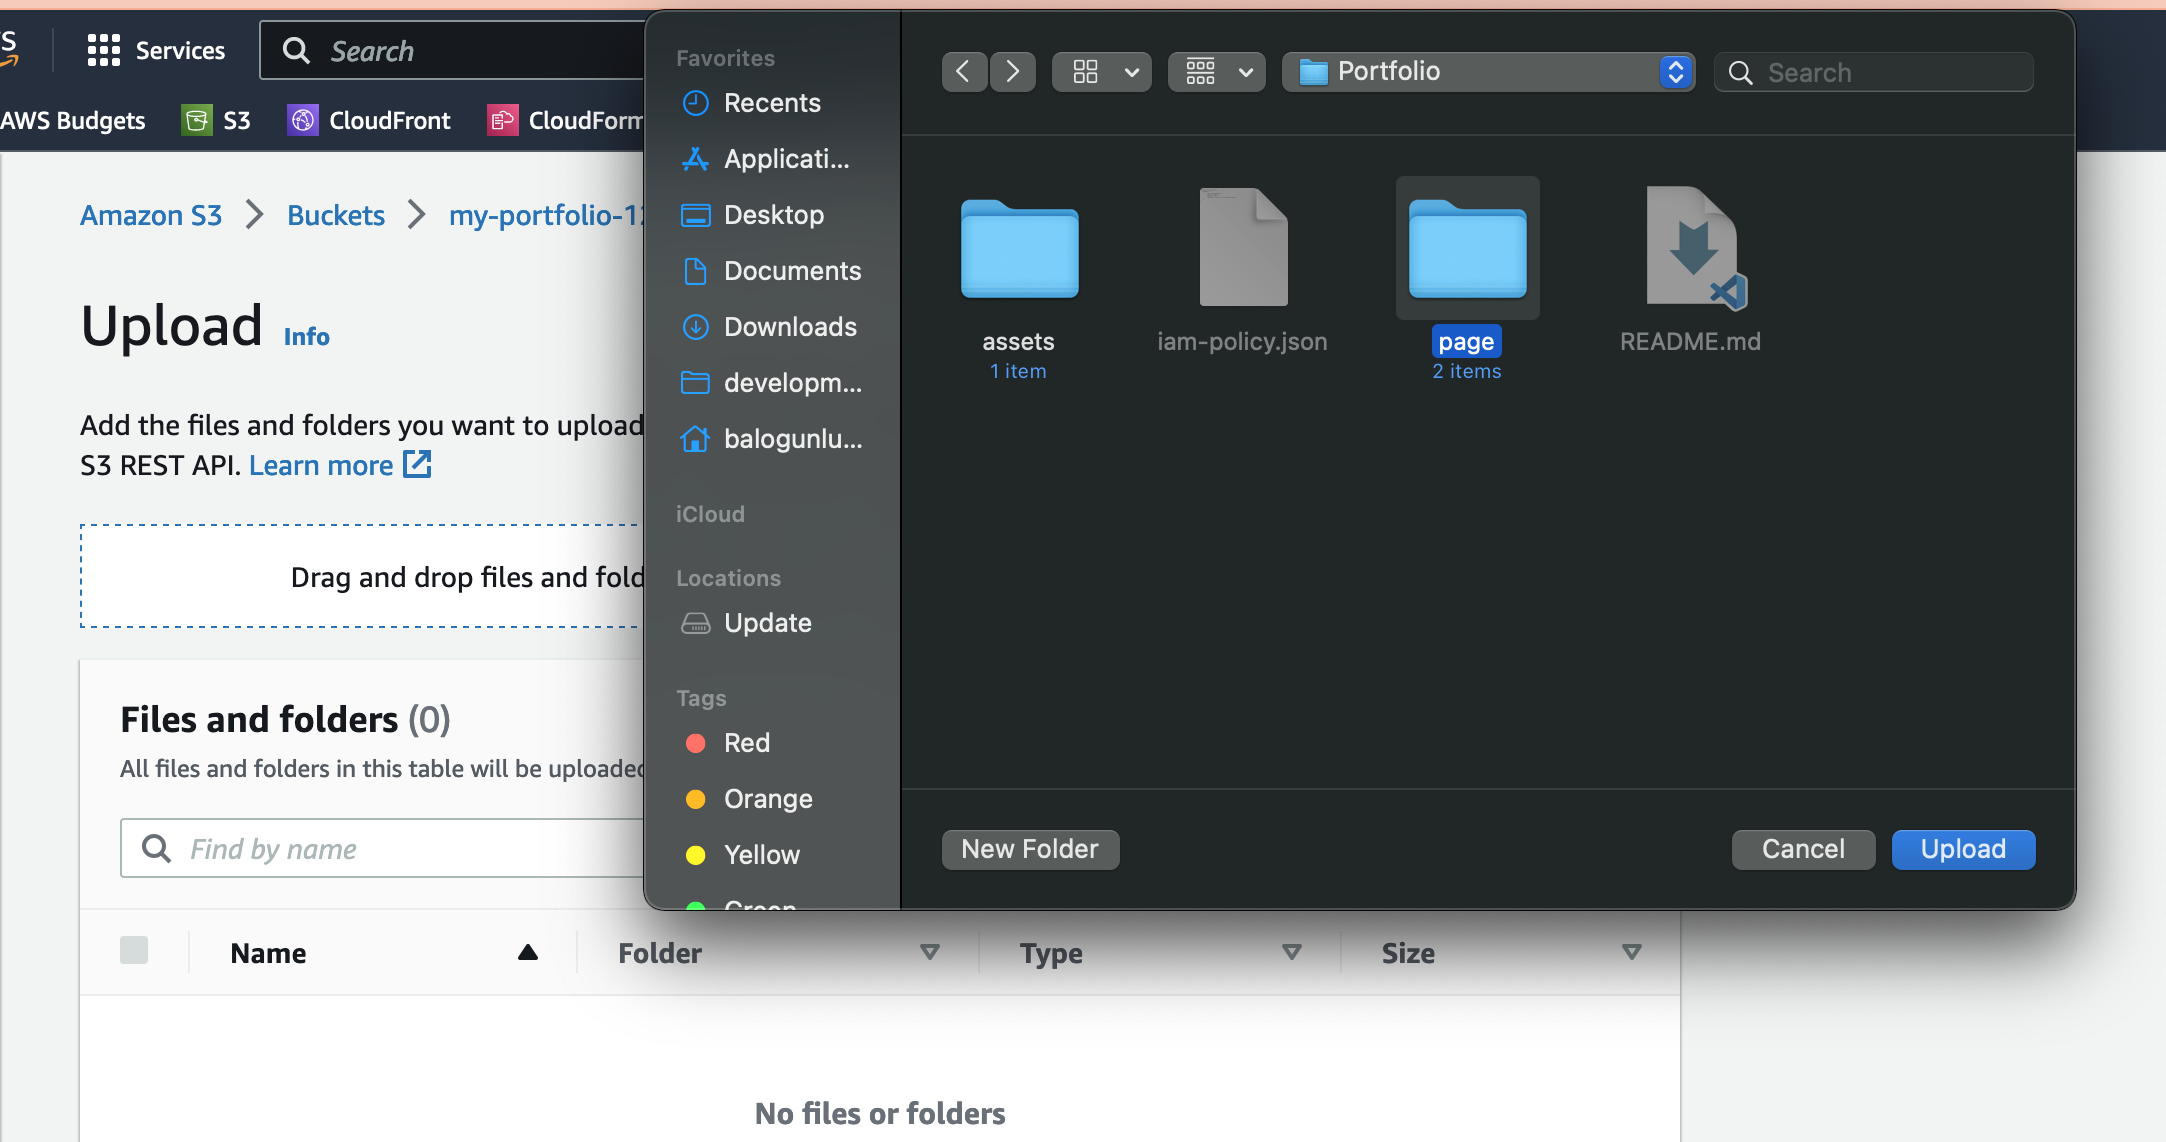 Services
Search
AWS Budgets
S3
CloudFront
CloudForm
Amazon S3
Buckets
my-portfolio-12
Upload
Info
Add the files and folders you want to upload
S3 REST API. Learn more
Drag and drop files and fold
Files and folders (0)
All files and folders in this table will be uploaded
Find by name
Name
Folder
Type
Size
No files or folders
Favorites
Recents
Applicati...
Desktop
Documents
Downloads
developm...
balogunlu...
iCloud
Locations
Update
Tags
Red
Orange
Yellow
Green
Portfolio
Search
assets
1 item
iam-policy.json
page
2 items
README.md
New Folder
Cancel
Upload